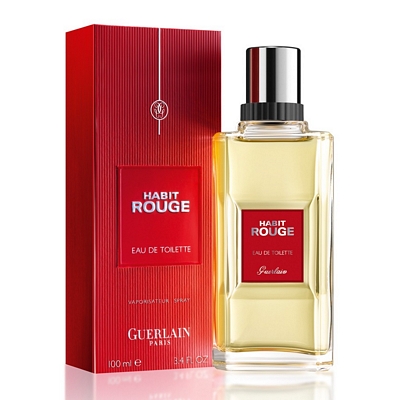 HABIT
ROUGE
EAU DE TOILETTE
VAPORISATEUR - SPRAY
GUERLAIN
PARIS
100 ml ℮ 3.4 FL.OZ
HABIT
ROUGE
EAU DE TOILETTE
Guerlain